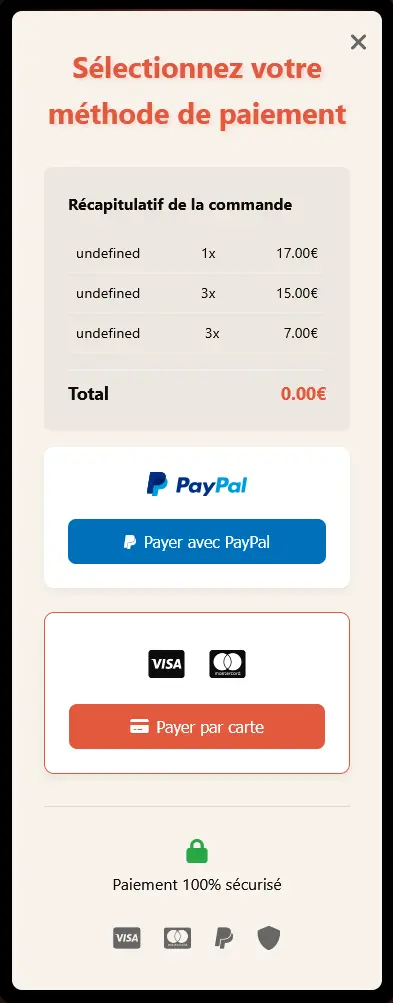 Sélectionnez votre
méthode de paiement
Récapitulatif de la commande
undefined 1x 17.00€
undefined 3x 15.00€
undefined 3x 7.00€
Total 0.00€
PayPal
Payer avec PayPal
VISA mastercard
Payer par carte
Paiement 100% sécurisé
VISA mastercard